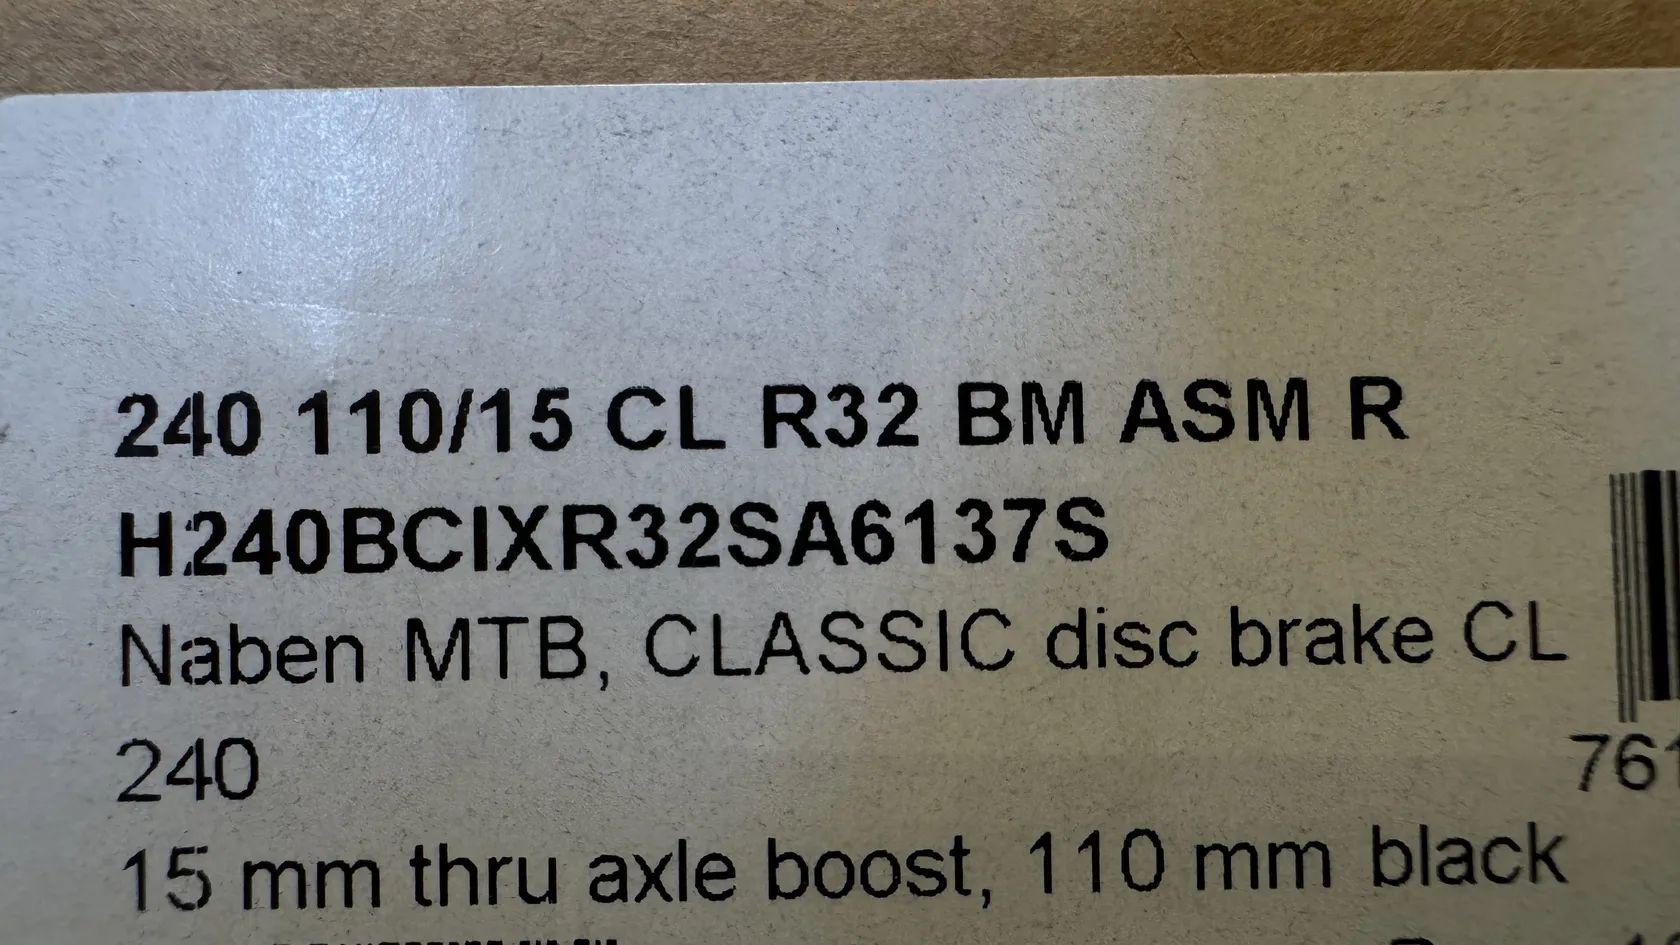 240 110/15 CL R32 BM ASM R
H240BCIXR32SA6137S
Naben MTB, CLASSIC disc brake CL
240
761
15 mm thru axle boost, 110 mm black